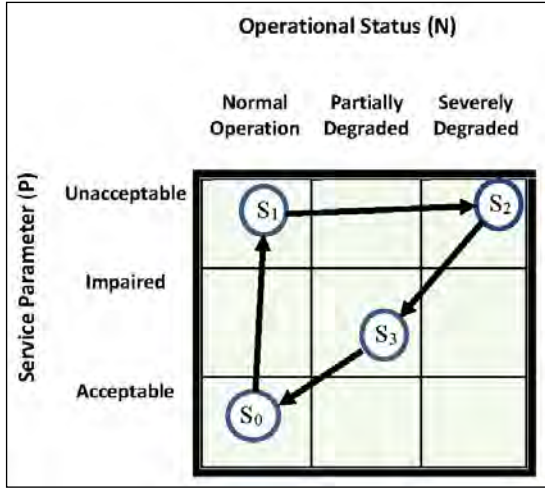 Operational Status (N)
Normal Partially Severely
Operation Degraded Degraded
Service Parameter (P)
Unacceptable
Impaired
Acceptable
S1
S2
S3
S0